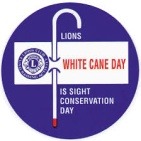 LIONS
L
WHITE CANE DAY
IS SIGHT
CONSERVATION
DAY